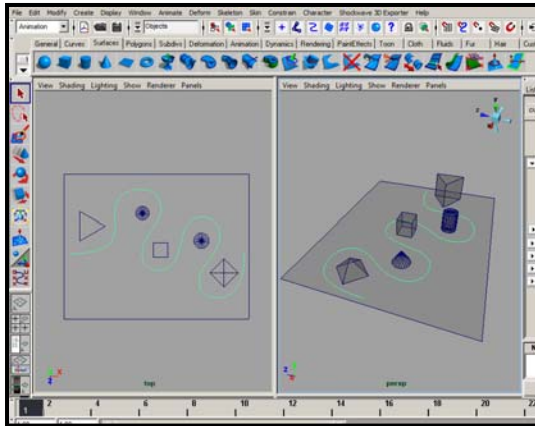 File Edit Modify Create Display Window Animate Deform Skeleton Skin Constrain Character Shockwave 3D Exporter Help
Animation Objects
General Curves Surfaces Polygons Subdivs Deformation Animation Dynamics Rendering PaintEffects Toon Cloth Fluids Fur Hair
View Shading Lighting Show Renderer Panels View Shading Lighting Show Renderer Panels
top persp
1 2 4 6 8 10 12 14 16 18 20 22